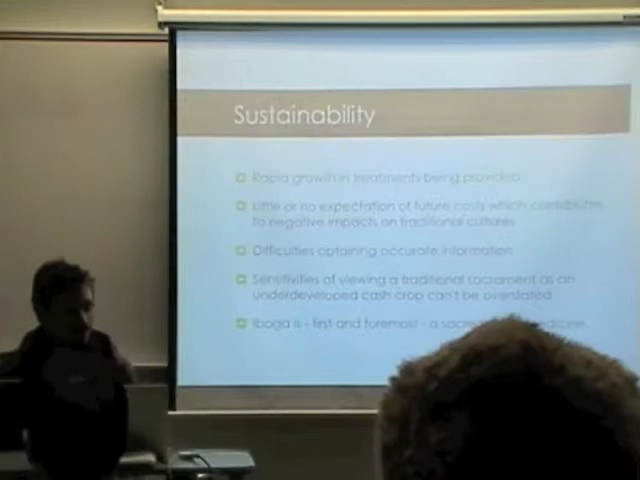 Sustainability
Rapid growth in treatments being provided
Little or no expectation of future costs which contributes
to negative impacts on traditional cultures
Difficulties obtaining accurate information
Sensitivities of viewing a traditional sacrament as an
underdeveloped cash crop can't be overstated
Iboga is - first and foremost - a